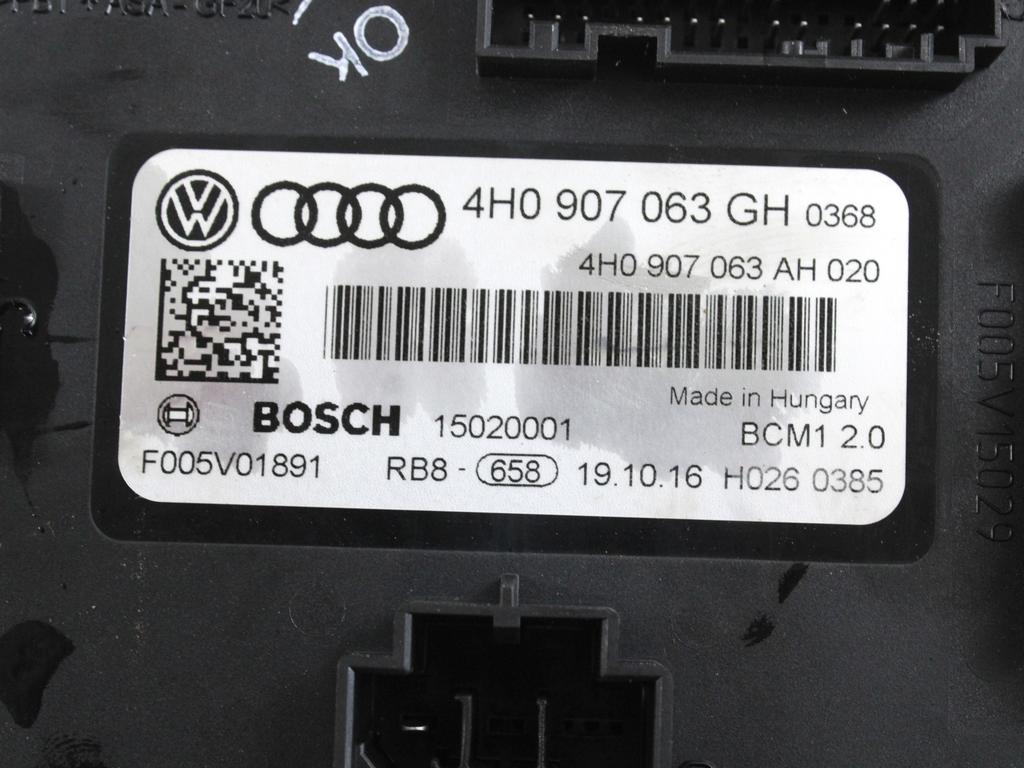 OK
4H0 907 063 GH 0368
4H0 907 063 AH 020
Made in Hungary
BOSCH 15020001
BCM1 2.0
F005V01891 RB8 - 658 19.10.16 H026 0385
F005V15029